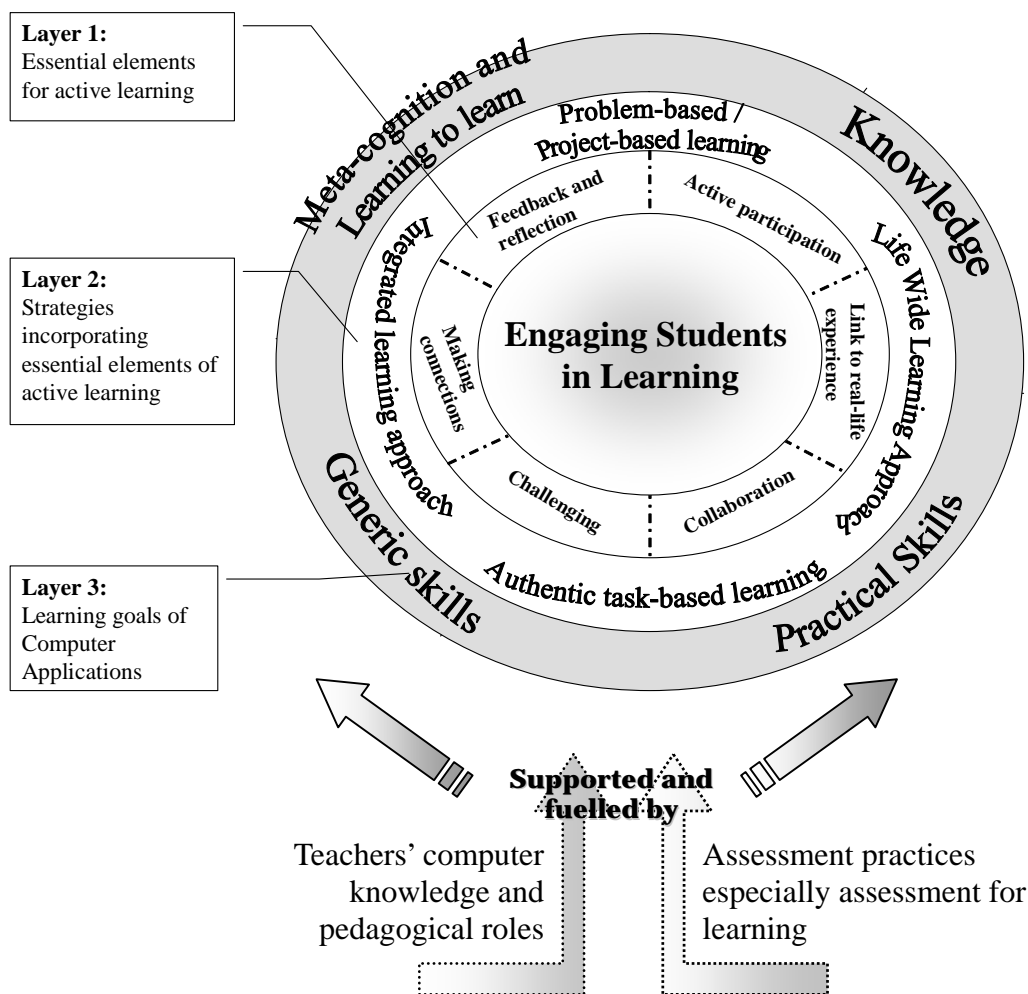 Layer 1:
Essential elements
for active learning
Layer 2:
Strategies
incorporating
essential elements of
active learning
Layer 3:
Learning goals of
Computer
Applications
Meta-cognition and
Learning to learn
Knowledge
Generic skills
Practical Skills
Problem-based /
Project-based learning
Life Wide Learning Approach
Authentic task-based learning
Integrated learning approach
Feedback and
reflection
Active participation
Link to real-life
experience
Collaboration
Challenging
Making
connections
Engaging Students
in Learning
Supported and
fuelled by
Teachers’ computer
knowledge and
pedagogical roles
Assessment practices
especially assessment for
learning